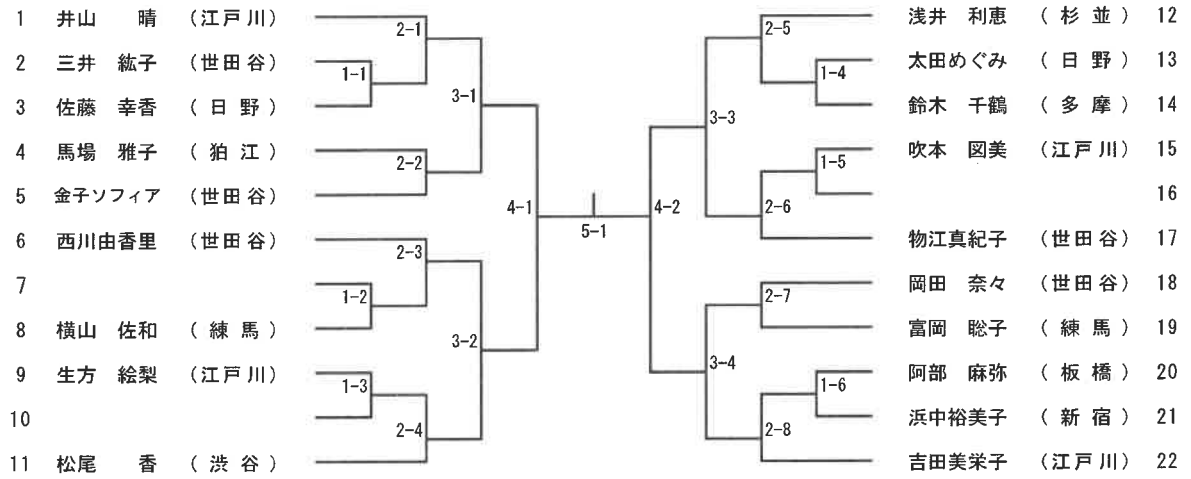 1 井山 晴 (江戸川)
2 三井 紘子 (世田谷)
3 佐藤 幸香 (日野)
4 馬場 雅子 (狛江)
5 金子ソフィア (世田谷)
6 西川由香里 (世田谷)
7
8 横山 佐和 (練馬)
9 生方 絵梨 (江戸川)
10
11 松尾 香 (渋谷)
2-1
1-1
3-1
2-2
4-1
2-3
1-2
3-2
1-3
2-4
5-1
2-5
1-4
3-3
1-5
2-6
4-2
2-7
3-4
1-6
2-8
浅井 利恵 (杉並) 12
太田めぐみ (日野) 13
鈴木 千鶴 (多摩) 14
吹本 図美 (江戸川) 15
16
物江真紀子 (世田谷) 17
岡田 奈々 (世田谷) 18
富岡 聡子 (練馬) 19
阿部 麻弥 (板橋) 20
浜中裕美子 (新宿) 21
吉田美栄子 (江戸川) 22